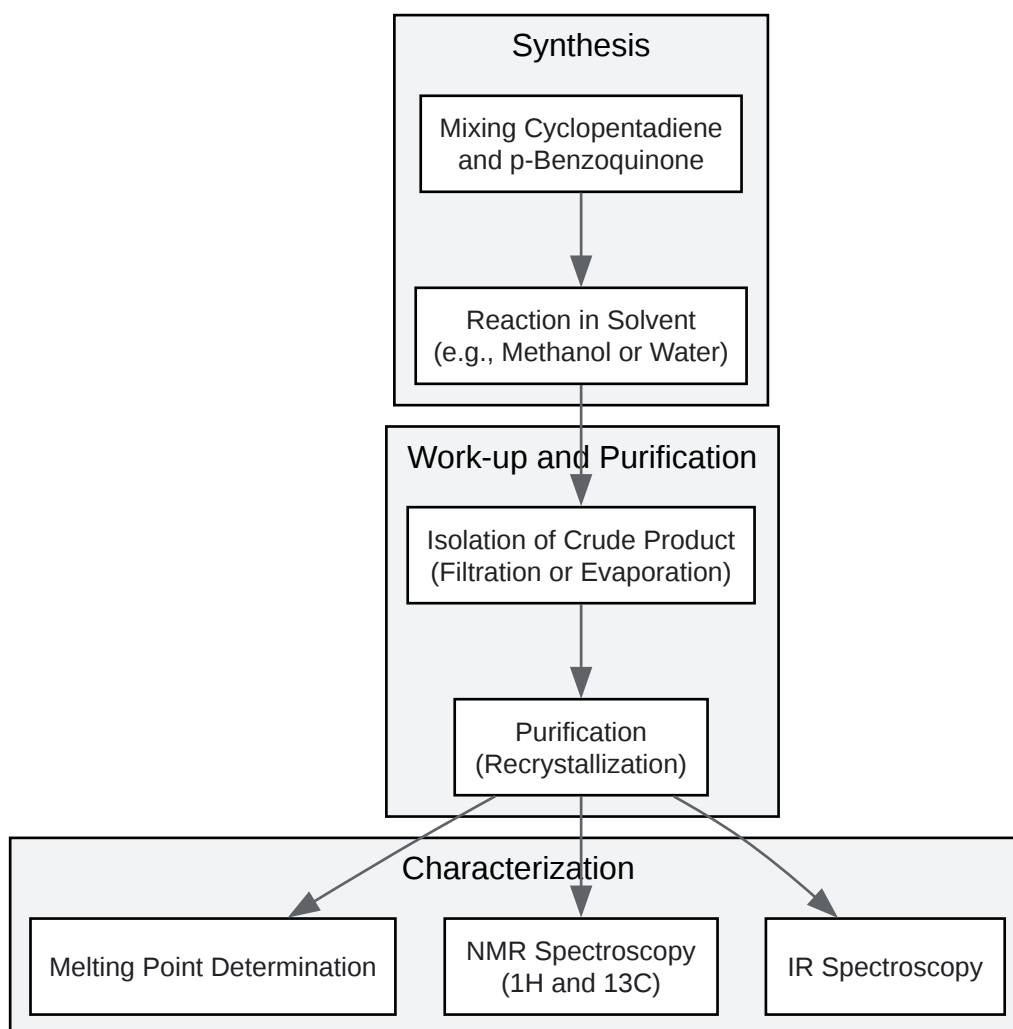 Synthesis
Mixing Cyclopentadiene
and p-Benzoquinone
Reaction in Solvent
(e.g., Methanol or Water)
Work-up and Purification
Isolation of Crude Product
(Filtration or Evaporation)
Purification
(Recrystallization)
Characterization
Melting Point Determination
NMR Spectroscopy
(1H and 13C)
IR Spectroscopy